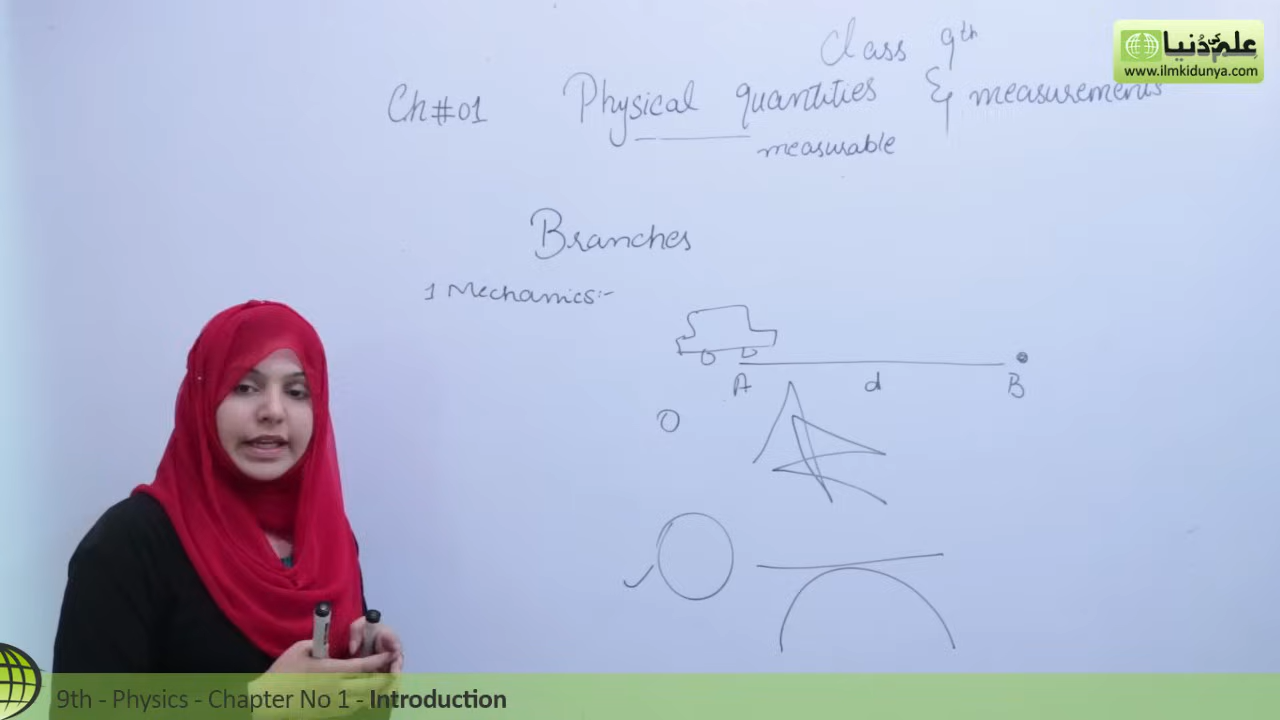 Class 9th
علم کی دنیا
www.ilmkidunya.com
Ch#01 Physical quantities & measurements
measurable
Branches
1 Mechanics:-
A d B
O
9th - Physics - Chapter No 1 - Introduction